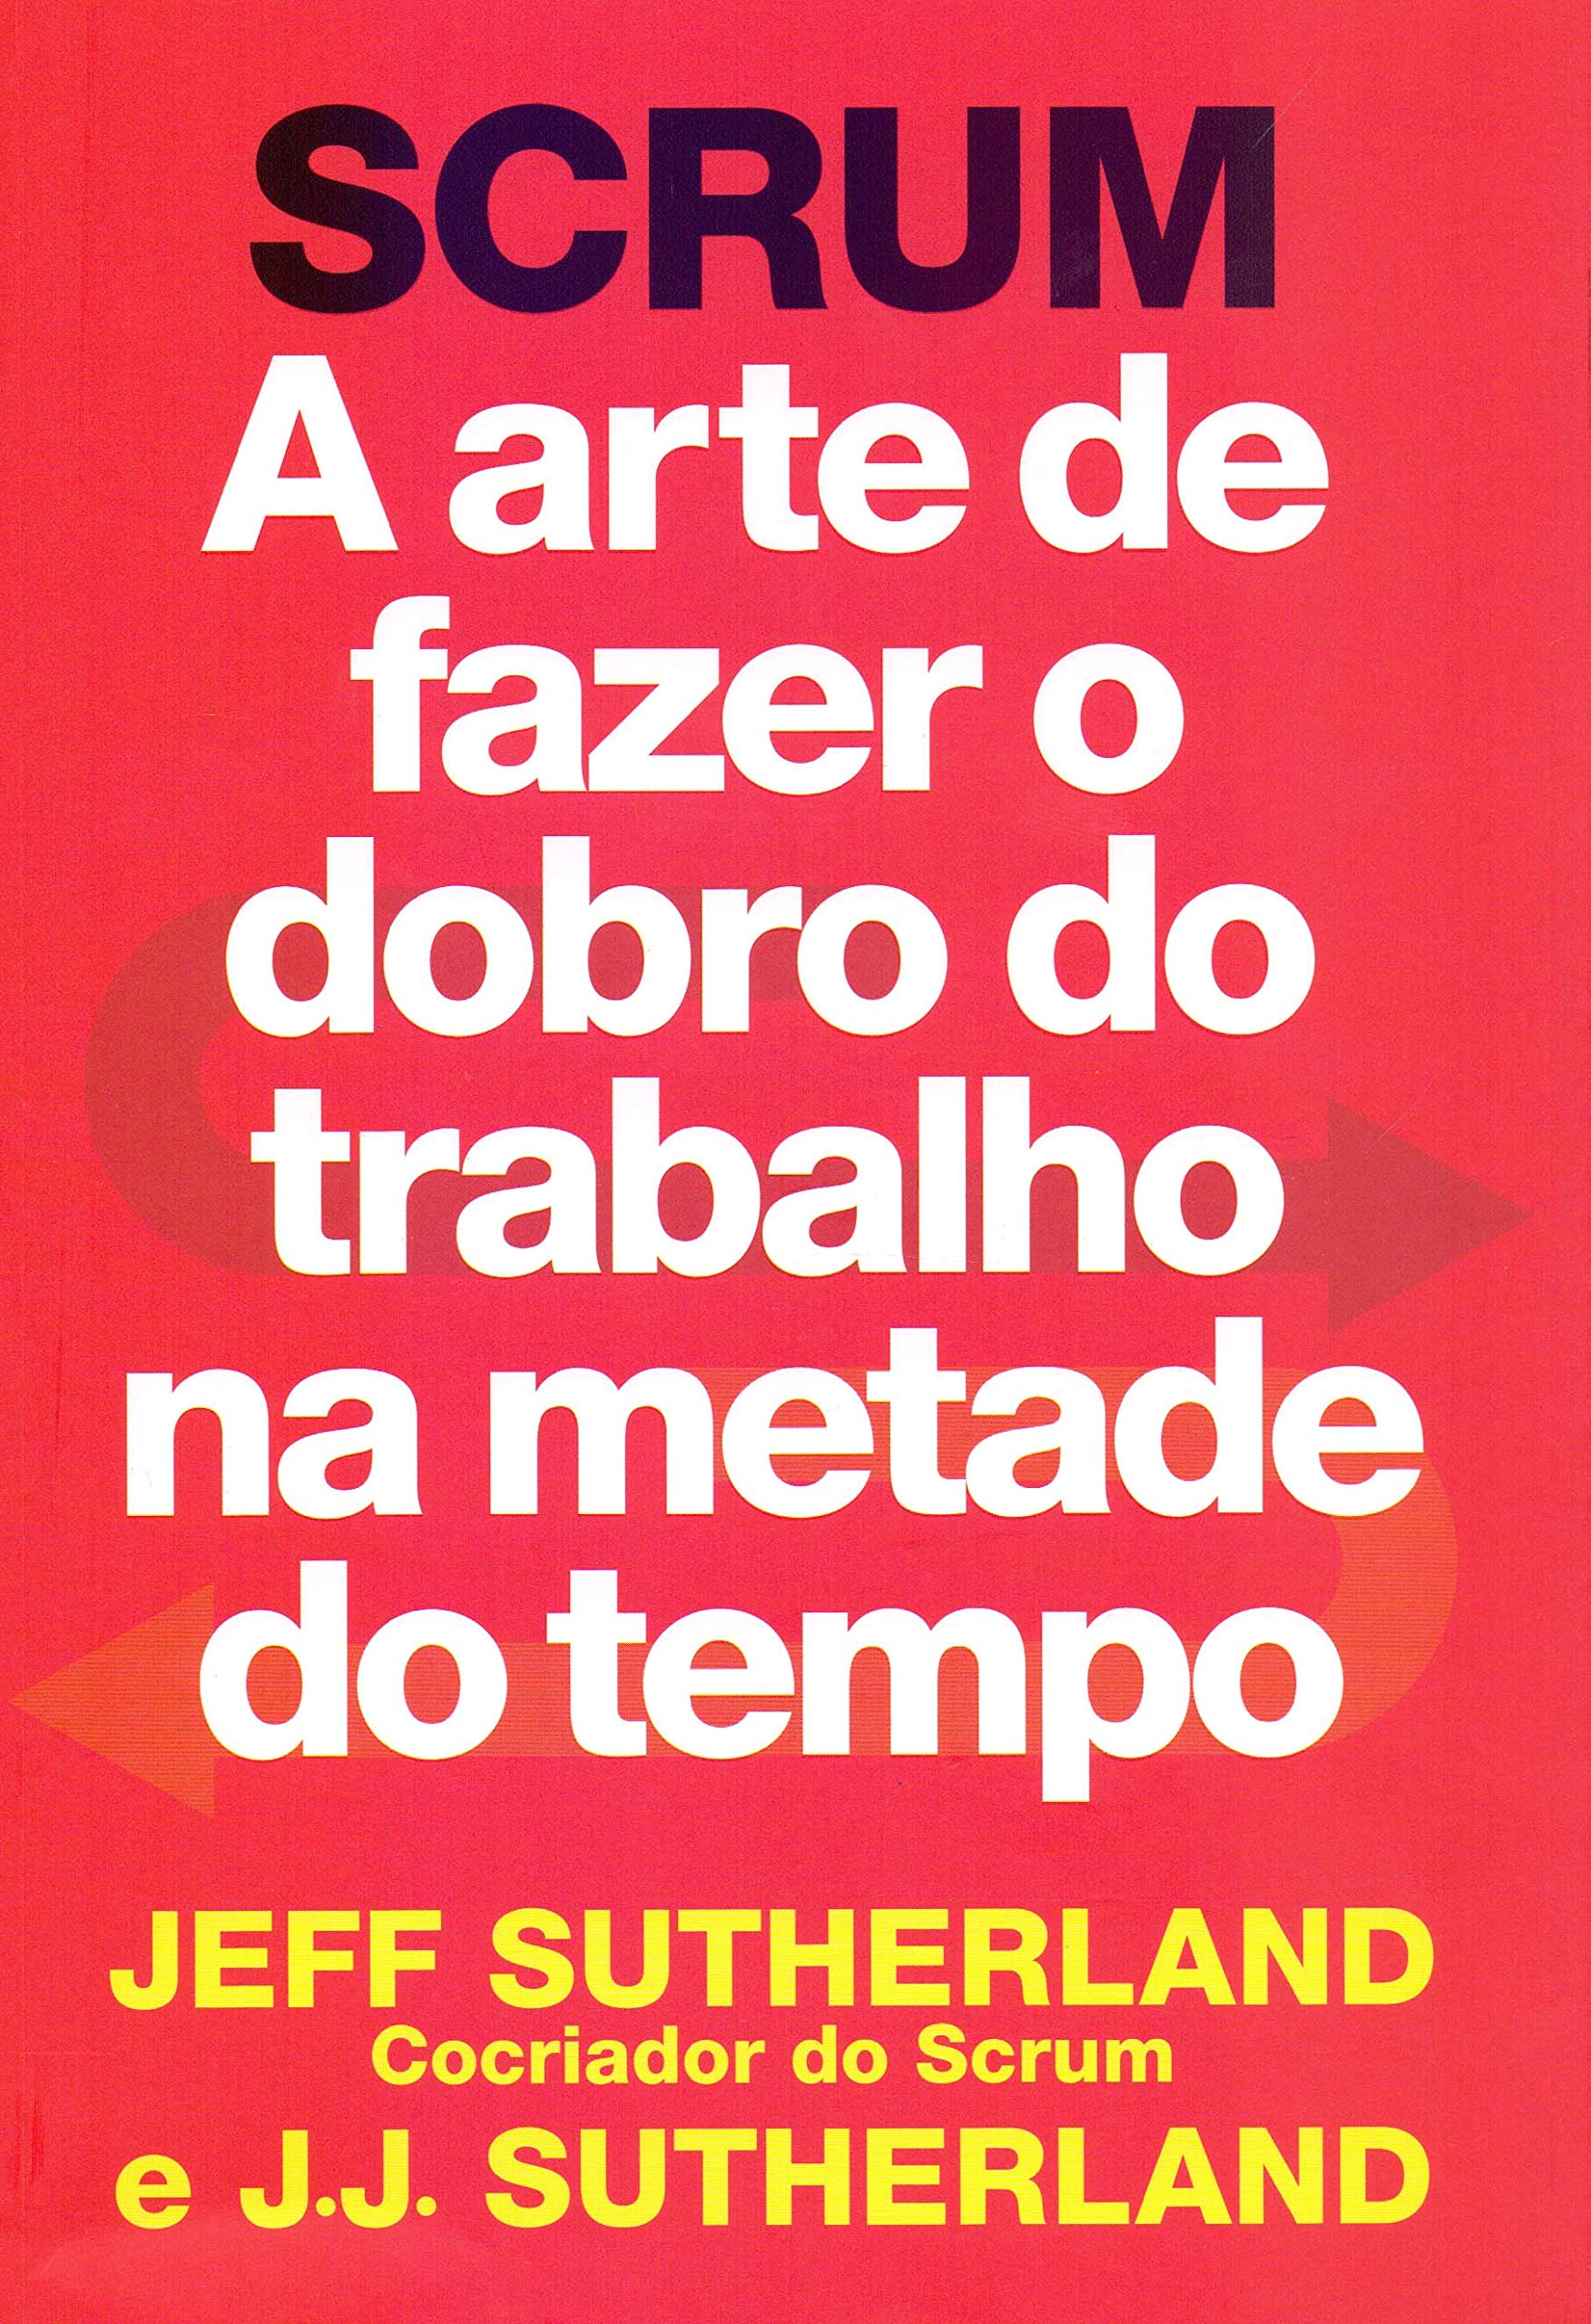 SCRUM
A arte de
fazer o
dobro do
trabalho
na metade
do tempo
JEFF SUTHERLAND
Cocriador do Scrum
e J.J. SUTHERLAND